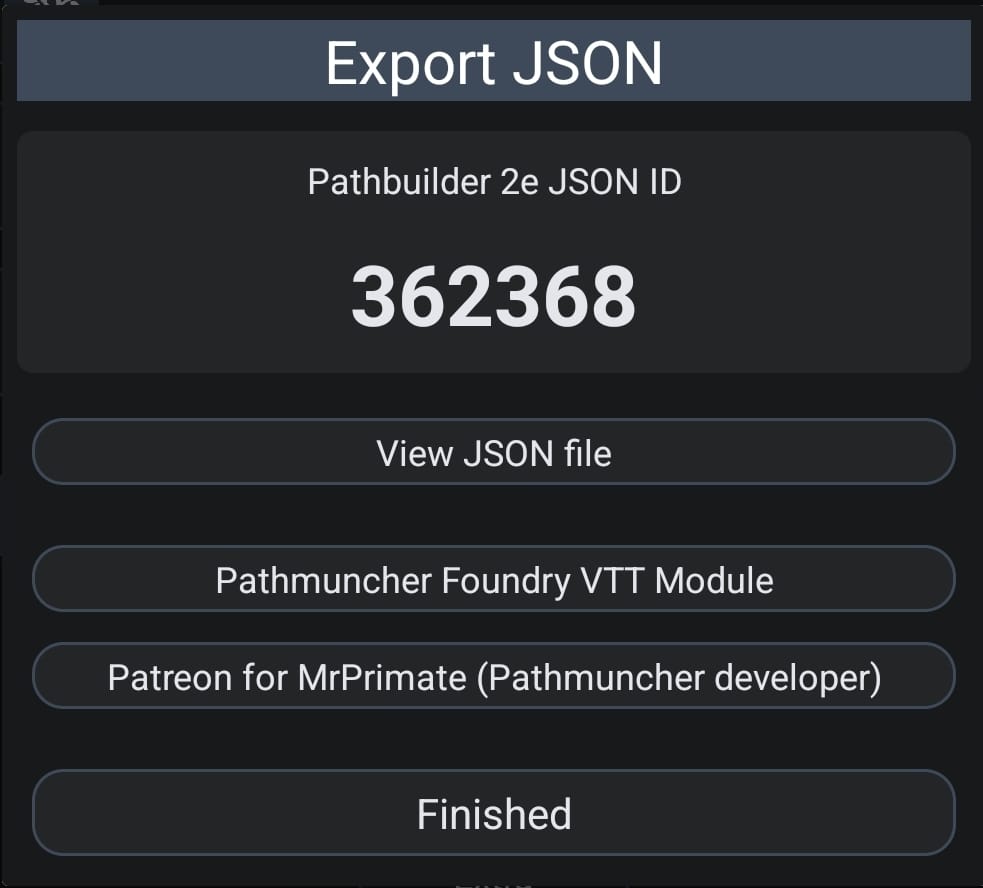 Export JSON
Pathbuilder 2e JSON ID
362368
View JSON file
Pathmuncher Foundry VTT Module
Patreon for MrPrimate (Pathmuncher developer)
Finished